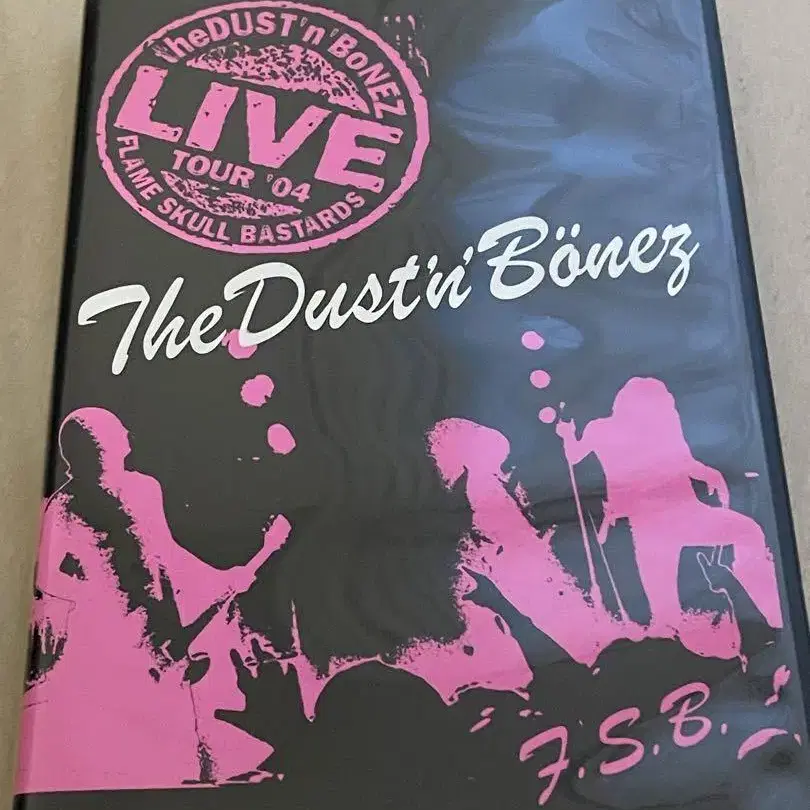 theDUST'n'BoNEZ
LIVE
TOUR '04
FLAME SKULL BASTARDS
The Dust'n'Bönez
F.S.B.